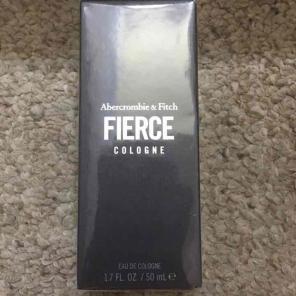 Abercrombie & Fitch
FIERCE
COLOGNE
EAU DE COLOGNE
1.7 FL. OZ. / 50 mL ℮